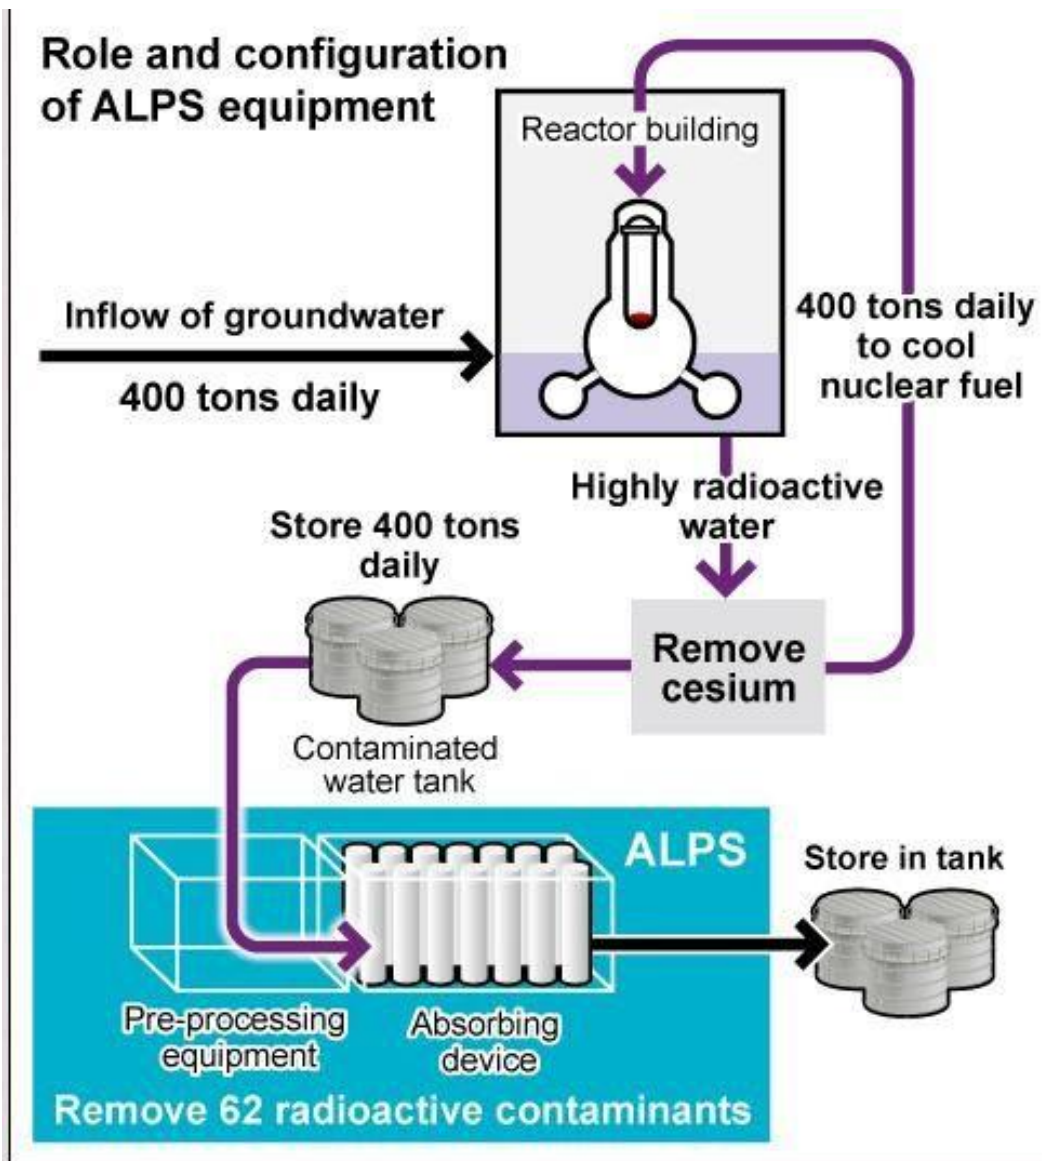 Role and configuration
of ALPS equipment
Reactor building
Inflow of groundwater
400 tons daily
400 tons daily
to cool
nuclear fuel
Highly radioactive
water
Store 400 tons
daily
Remove
cesium
Contaminated
water tank
ALPS
Store in tank
Pre-processing
equipment
Absorbing
device
Remove 62 radioactive contaminants